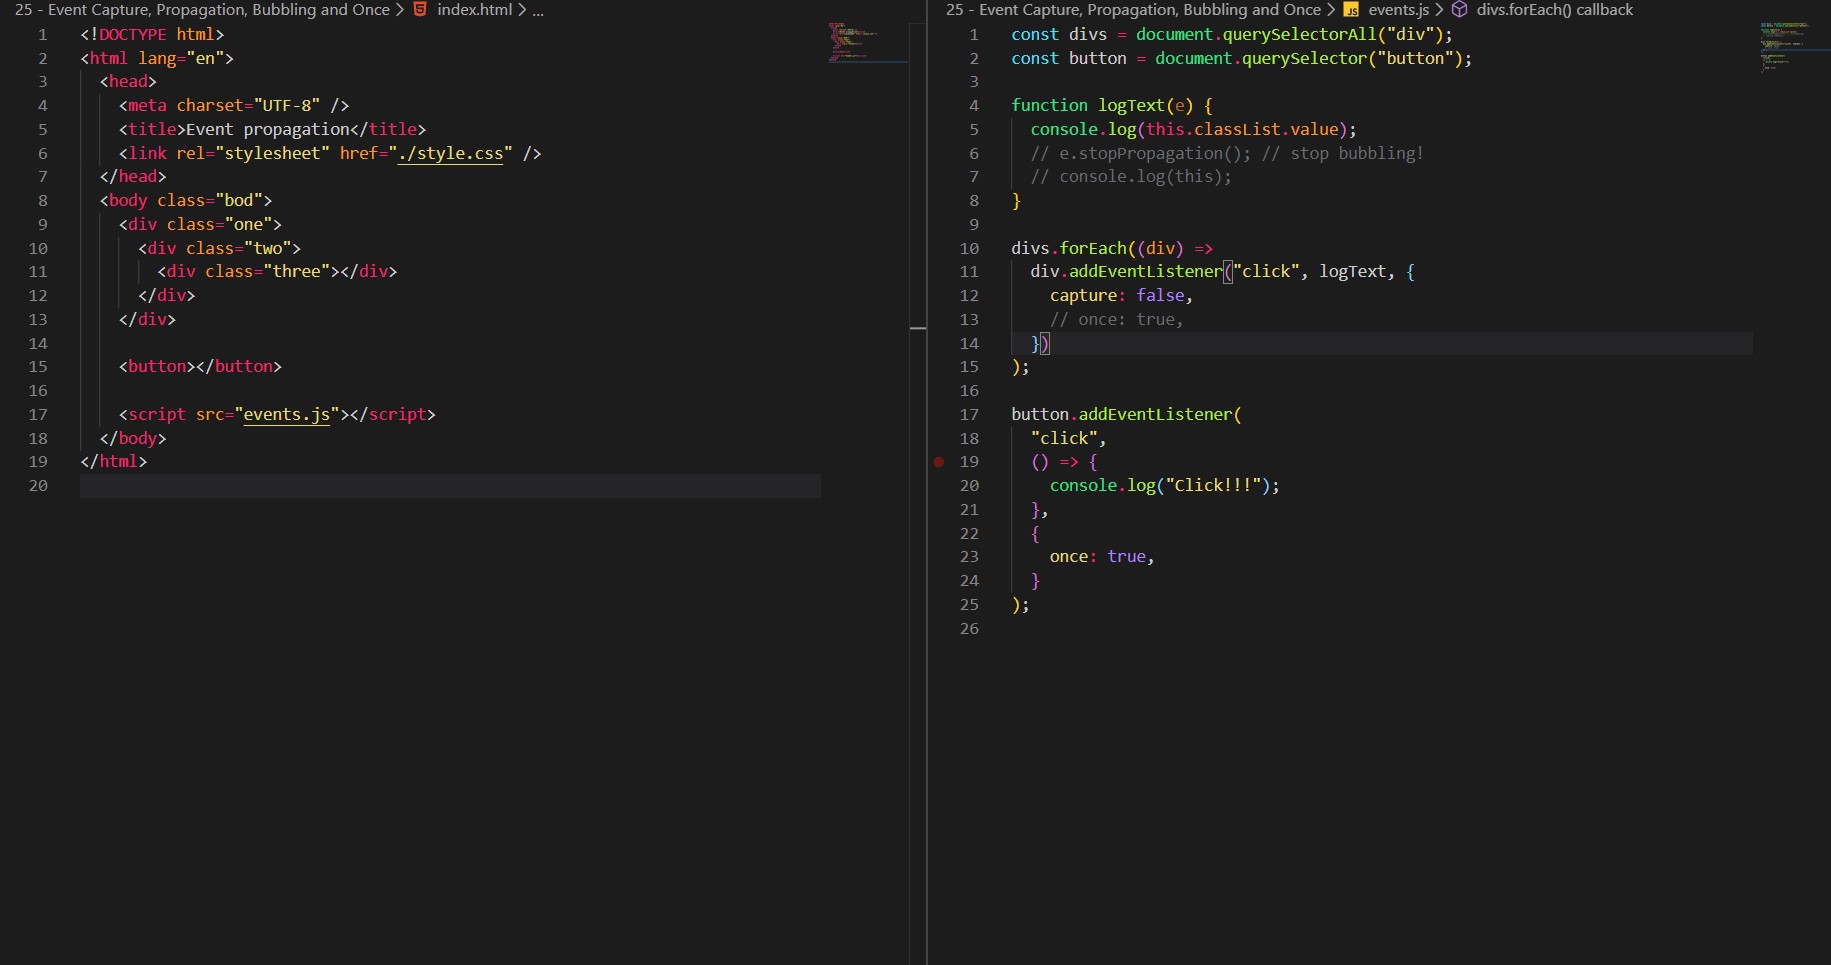 25 - Event Capture, Propagation, Bubbling and Once > index.html > ...
1 <!DOCTYPE html>
2 <html lang="en">
3 <head>
4 <meta charset="UTF-8" />
5 <title>Event propagation</title>
6 <link rel="stylesheet" href="./style.css" />
7 </head>
8 <body class="bod">
9 <div class="one">
10 <div class="two">
11 <div class="three"></div>
12 </div>
13 </div>
14
15 <button></button>
16
17 <script src="events.js"></script>
18 </body>
19 </html>
20
25 - Event Capture, Propagation, Bubbling and Once > JS events.js > divs.forEach() callback
1 const divs = document.querySelectorAll("div");
2 const button = document.querySelector("button");
3
4 function logText(e) {
5 console.log(this.classList.value);
6 // e.stopPropagation(); // stop bubbling!
7 // console.log(this);
8 }
9
10 divs.forEach((div) =>
11 div.addEventListener("click", logText, {
12 capture: false,
13 // once: true,
14 })
15 );
16
17 button.addEventListener(
18 "click",
19 () => {
20 console.log("Click!!!");
21 },
22 {
23 once: true,
24 }
25 );
26